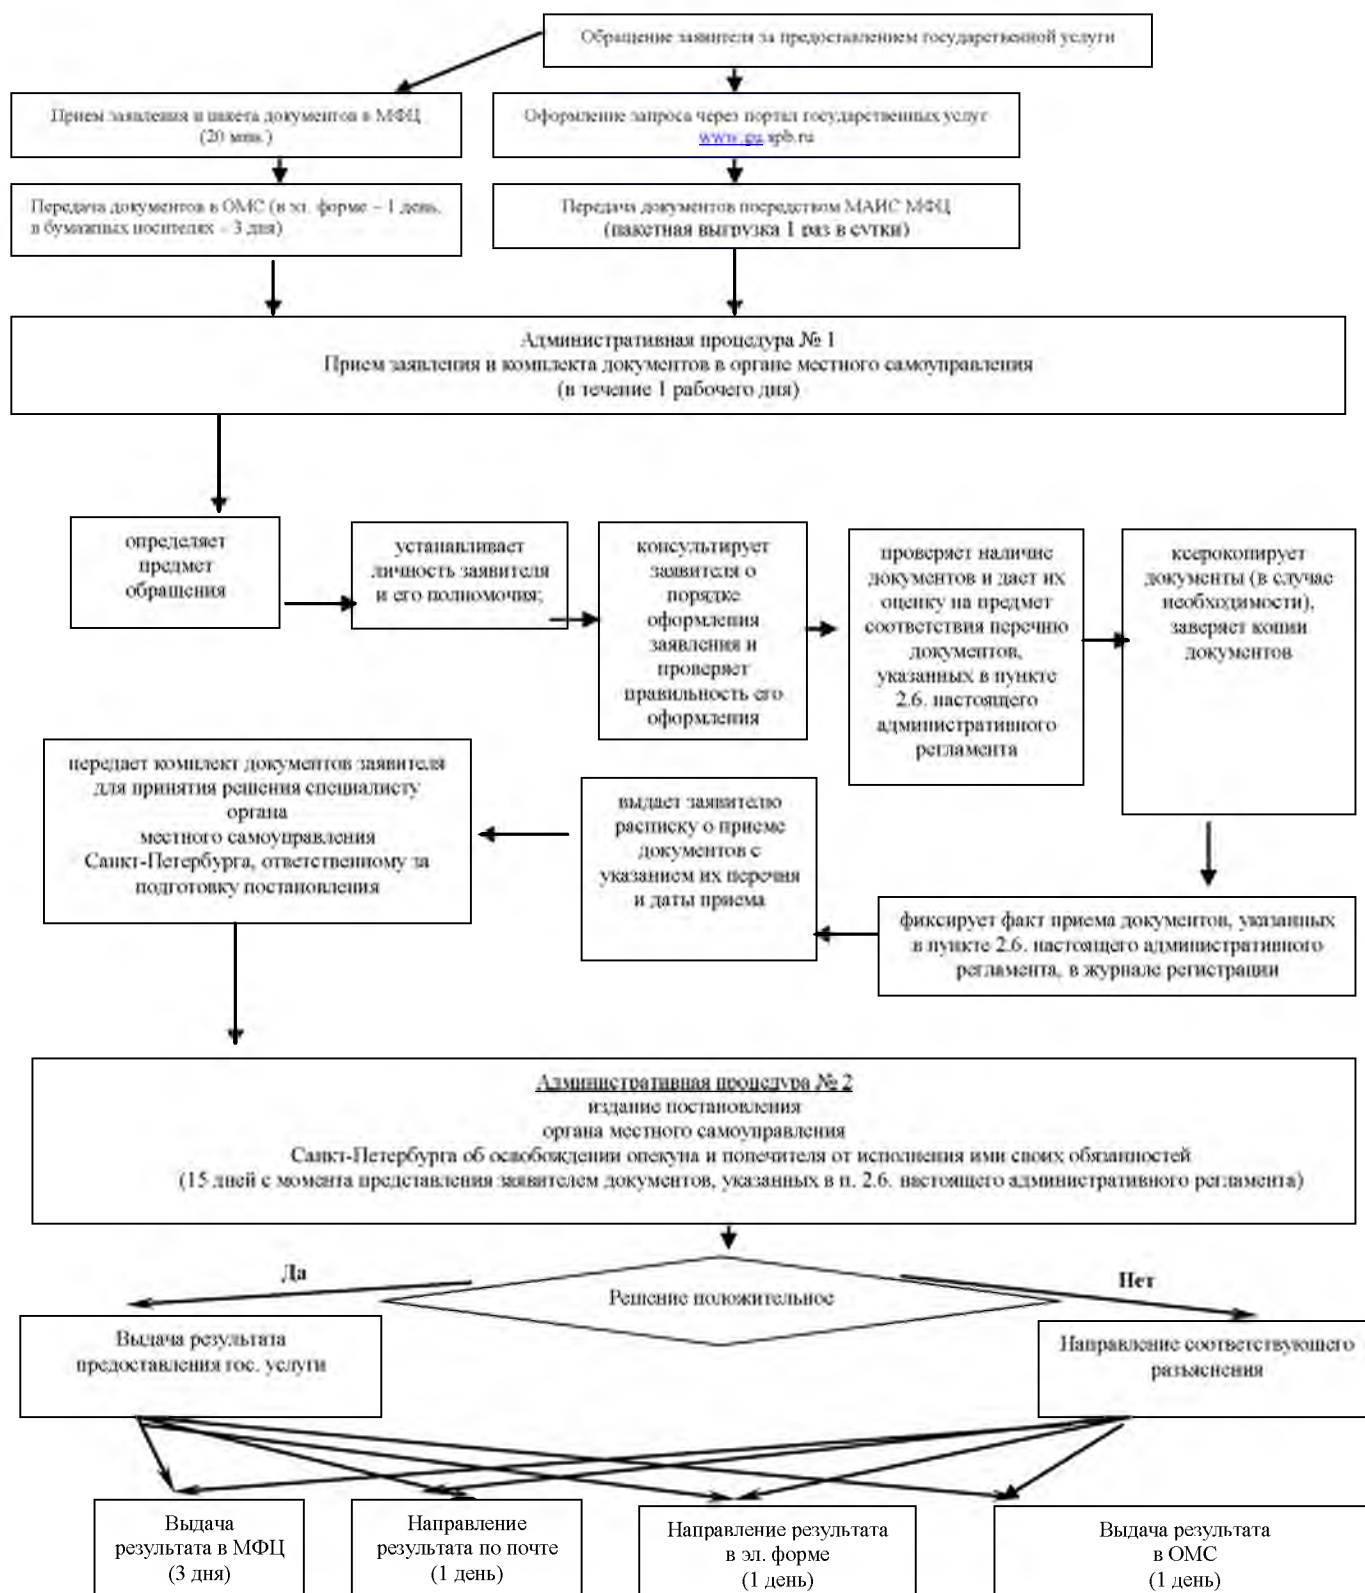 Обращение заявителя за предоставлением государственной услуги
Прием заявления и пакета документов в МФЦ
(20 мин.)
Оформление запроса через портал государственных услуг
www.gu.spb.ru
Передача документов в ОМС (в эл. форме – 1 день,
в бумажных носителях – 3 дня)
Передача документов посредством МАИС МФЦ
(пакетная выгрузка 1 раз в сутки)
Административная процедура № 1
Прием заявления и комплекта документов в органе местного самоуправления
(в течение 1 рабочего дня)
определяет
предмет
обращения
устанавливает
личность заявителя
и его полномочия;
консультирует
заявителя о
порядке
оформления
заявления и
проверяет
правильность его
оформления
проверяет наличие
документов и дает их
оценку на предмет
соответствия перечню
документов,
указанных в пункте
2.6. настоящего
административного
регламента
ксерокопирует
документы (в случае
необходимости),
заверяет копии
документов
передает комплект документов заявителя
для принятия решения специалисту
органа
местного самоуправления
Санкт-Петербурга, ответственному за
подготовку постановления
выдает заявителю
расписку о приеме
документов с
указанием их перечня
и даты приема
фиксирует факт приема документов, указанных
в пункте 2.6. настоящего административного
регламента, в журнале регистрации
Административная процедура № 2
издание постановления
органа местного самоуправления
Санкт-Петербурга об освобождении опекуна и попечителя от исполнения ими своих обязанностей
(15 дней с момента представления заявителем документов, указанных в п. 2.6. настоящего административного регламента)
Да
Нет
Решение положительное
Выдача результата
предоставления гос. услуги
Направление соответствующего
разъяснения
Выдача
результата в МФЦ
(3 дня)
Направление
результата по почте
(1 день)
Направление результата
в эл. форме
(1 день)
Выдача результата
в ОМС
(1 день)